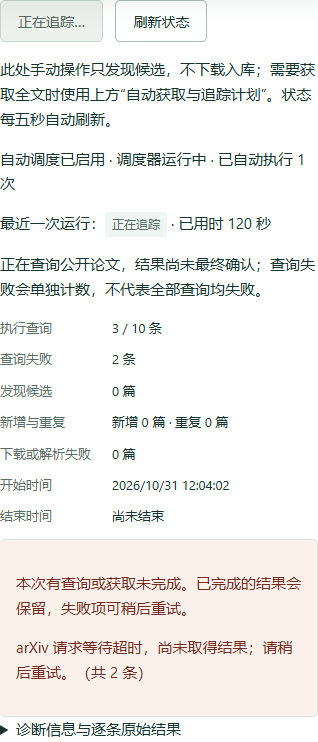 正在追踪...
刷新状态
此处手动操作只发现候选，不下载入库；需要获
取全文时使用上方“自动获取与追踪计划”。状态
每五秒自动刷新。
自动调度已启用 · 调度器运行中 · 已自动执行 1
次
最近一次运行： 正在追踪 · 已用时 120 秒
正在查询公开论文，结果尚未最终确认；查询失
败会单独计数，不代表全部查询均失败。
执行查询 3 / 10 条
查询失败 2 条
发现候选 0 篇
新增与重复 新增 0 篇 · 重复 0 篇
下载或解析失败 0 篇
开始时间 2026/10/31 12:04:02
结束时间 尚未结束
本次有查询或获取未完成。已完成的结果会
保留，失败项可稍后重试。
arXiv 请求等待超时，尚未取得结果；请稍
后重试。（共 2 条）
诊断信息与逐条原始结果